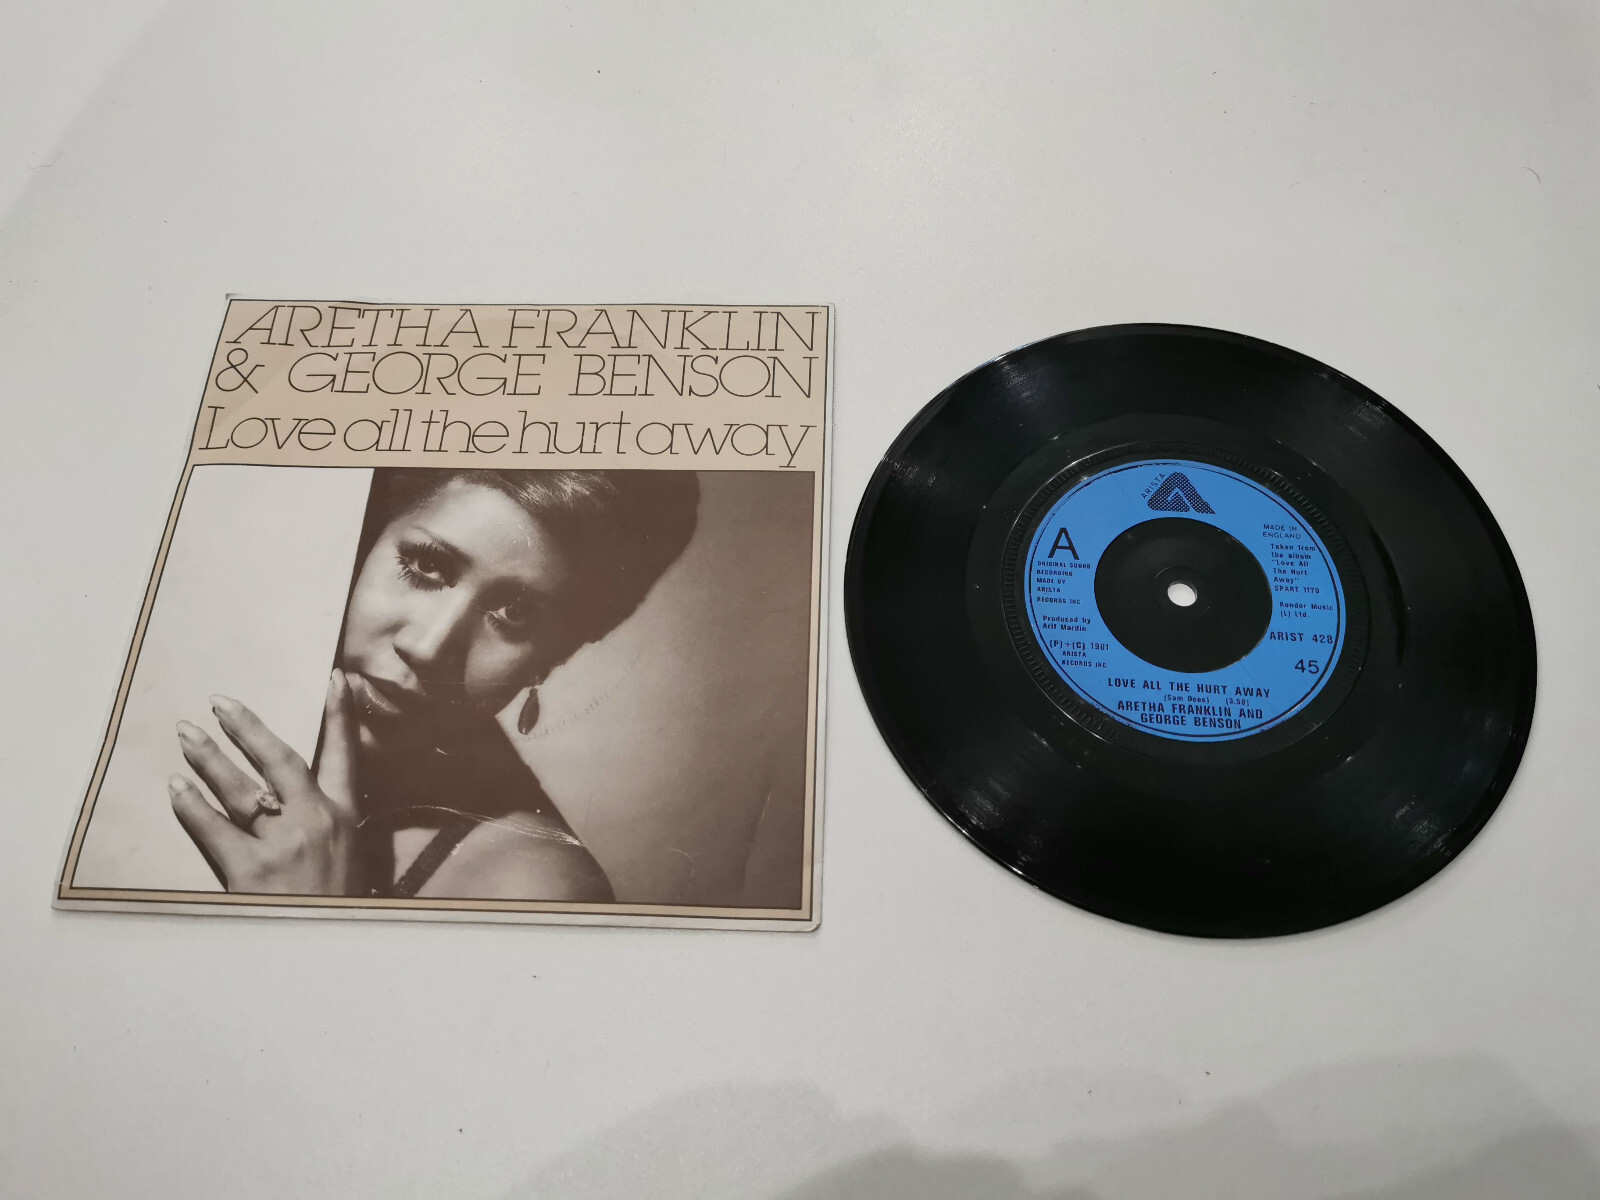 ARETHA FRANKLIN
& GEORGE BENSON
Love all the hurt away
ARISTA
A
ORIGINAL SOUND
RECORDING
MADE BY
ARISTA
RECORDS INC
Produced by
Arif Mardin
(P)+(C) 1981
ARISTA
RECORDS INC.
MADE IN
ENGLAND
Taken from
the album
"Love All
The Hurt
Away"
SPART 1170
Rondor Music
(L) Ltd.
ARIST 428
45
LOVE ALL THE HURT AWAY
(Sam Dees) (3.58)
ARETHA FRANKLIN AND
GEORGE BENSON